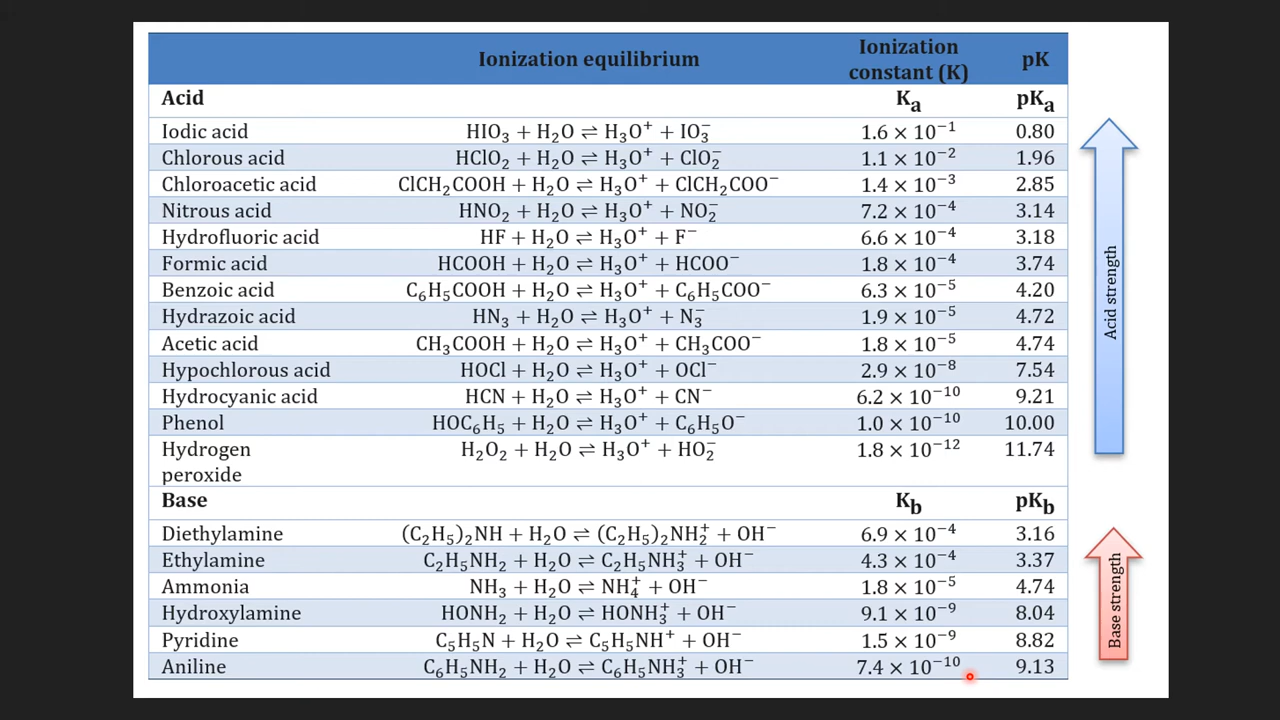 Ionization equilibrium Ionization constant (K) pK
Acid Kₐ pKₐ
Iodic acid HIO₃ + H₂O ⇌ H₃O⁺ + IO₃⁻ 1.6 × 10⁻¹ 0.80
Chlorous acid HClO₂ + H₂O ⇌ H₃O⁺ + ClO₂⁻ 1.1 × 10⁻² 1.96
Chloroacetic acid ClCH₂COOH + H₂O ⇌ H₃O⁺ + ClCH₂COO⁻ 1.4 × 10⁻³ 2.85
Nitrous acid HNO₂ + H₂O ⇌ H₃O⁺ + NO₂⁻ 7.2 × 10⁻⁴ 3.14
Hydrofluoric acid HF + H₂O ⇌ H₃O⁺ + F⁻ 6.6 × 10⁻⁴ 3.18
Formic acid HCOOH + H₂O ⇌ H₃O⁺ + HCOO⁻ 1.8 × 10⁻⁴ 3.74
Benzoic acid C₆H₅COOH + H₂O ⇌ H₃O⁺ + C₆H₅COO⁻ 6.3 × 10⁻⁵ 4.20
Hydrazoic acid HN₃ + H₂O ⇌ H₃O⁺ + N₃⁻ 1.9 × 10⁻⁵ 4.72
Acetic acid CH₃COOH + H₂O ⇌ H₃O⁺ + CH₃COO⁻ 1.8 × 10⁻⁵ 4.74
Hypochlorous acid HOCl + H₂O ⇌ H₃O⁺ + OCl⁻ 2.9 × 10⁻⁸ 7.54
Hydrocyanic acid HCN + H₂O ⇌ H₃O⁺ + CN⁻ 6.2 × 10⁻¹⁰ 9.21
Phenol HOC₆H₅ + H₂O ⇌ H₃O⁺ + C₆H₅O⁻ 1.0 × 10⁻¹⁰ 10.00
Hydrogen H₂O₂ + H₂O ⇌ H₃O⁺ + HO₂⁻ 1.8 × 10⁻¹² 11.74
peroxide
Acid strength
Base K_b pK_b
Diethylamine (C₂H₅)₂NH + H₂O ⇌ (C₂H₅)₂NH₂⁺ + OH⁻ 6.9 × 10⁻⁴ 3.16
Ethylamine C₂H₅NH₂ + H₂O ⇌ C₂H₅NH₃⁺ + OH⁻ 4.3 × 10⁻⁴ 3.37
Ammonia NH₃ + H₂O ⇌ NH₄⁺ + OH⁻ 1.8 × 10⁻⁵ 4.74
Hydroxylamine HONH₂ + H₂O ⇌ HONH₃⁺ + OH⁻ 9.1 × 10⁻⁹ 8.04
Pyridine C₅H₅N + H₂O ⇌ C₅H₅NH⁺ + OH⁻ 1.5 × 10⁻⁹ 8.82
Aniline C₆H₅NH₂ + H₂O ⇌ C₆H₅NH₃⁺ + OH⁻ 7.4 × 10⁻¹⁰ 9.13
Base strength